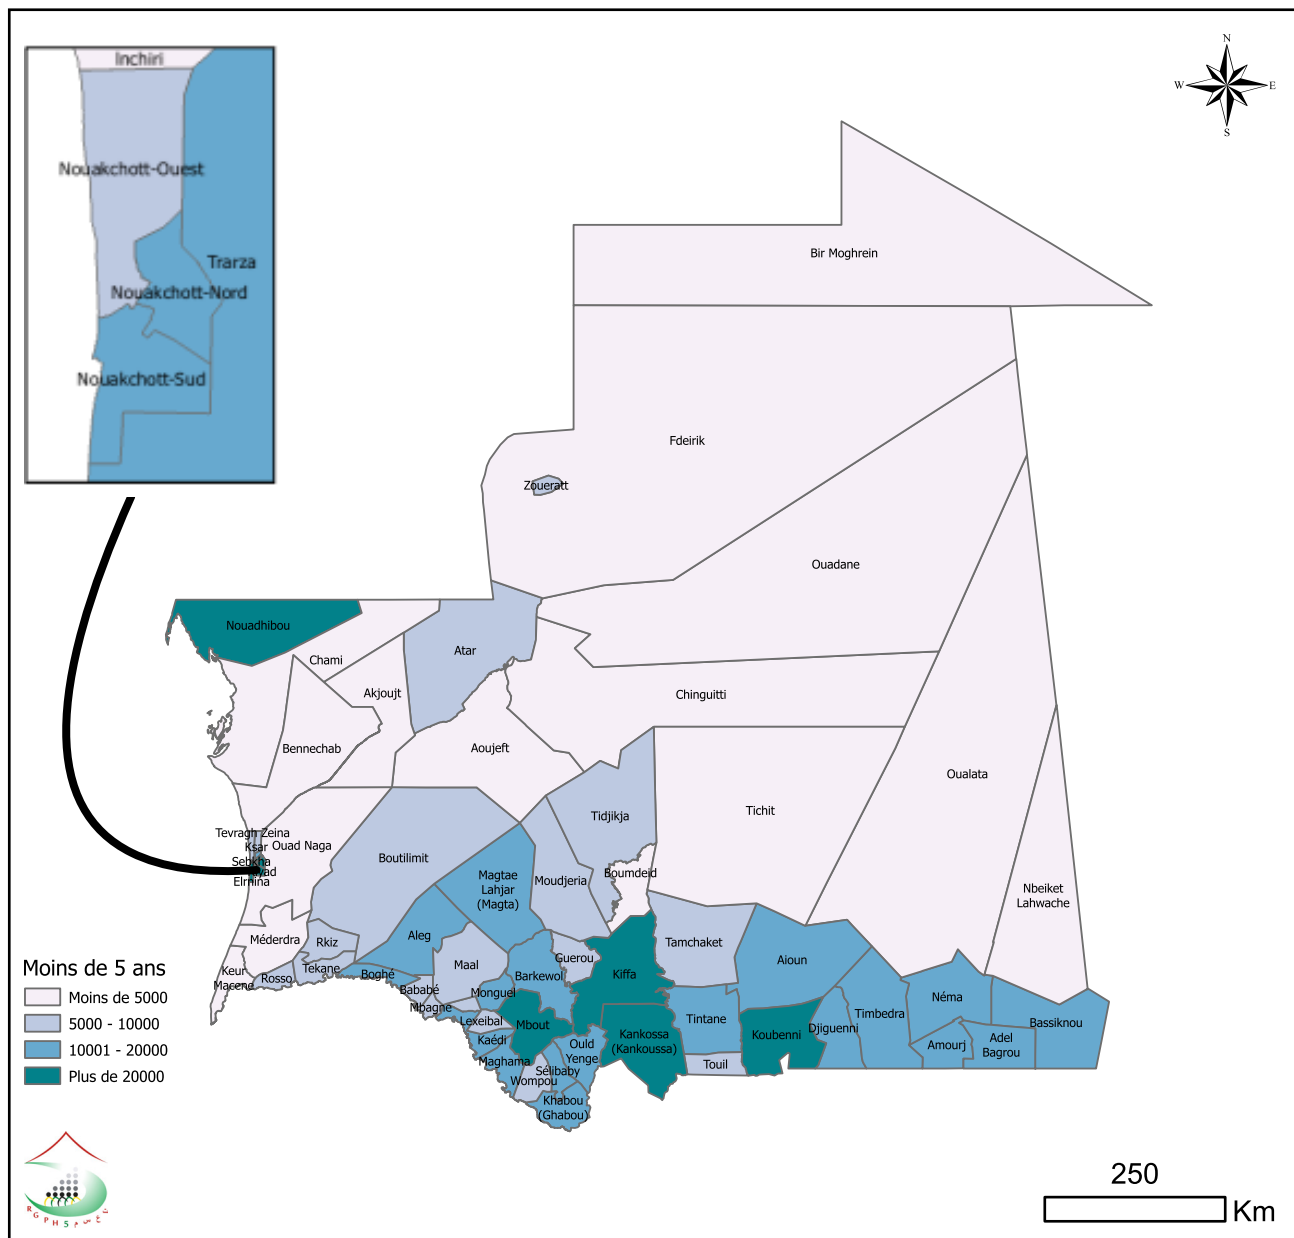 Inchiri
Nouakchott-Ouest
Trarza
Nouakchott-Nord
Nouakchott-Sud
N
W
E
S
Bir Moghrein
Fdeirik
Zoueratt
Ouadane
Nouadhibou
Chami
Atar
Akjoujt
Chinguitti
Bennechab
Aoujeft
Oualata
Tidjikja
Tichit
Tevragh Zeina
Ksar
Ouad Naga
Sebkha
Elmina
Boutilimit
Boumdeid
Magtae
Lahjar
(Magta)
Moudjeria
Nbeiket
Lahwache
Méderdra
Rkiz
Aleg
Tamchaket
Guerou
Aioun
Keur
Macene
Rosso
Tekane
Boghé
Maal
Barkewol
Kiffa
Bababé
Mbagne
Monguel
Néma
Timbedra
Bassiknou
Lexeibal
Mbout
Kankossa
(Kankoussa)
Tintane
Koubenni
Djiguenni
Kaédi
Ould
Yenge
Amourj
Adel
Bagrou
Maghama
Wompou
Sélibaby
Touil
Khabou
(Ghabou)
Moins de 5 ans
Moins de 5000
5000 - 10000
10001 - 20000
Plus de 20000
RGPH5
250
Km